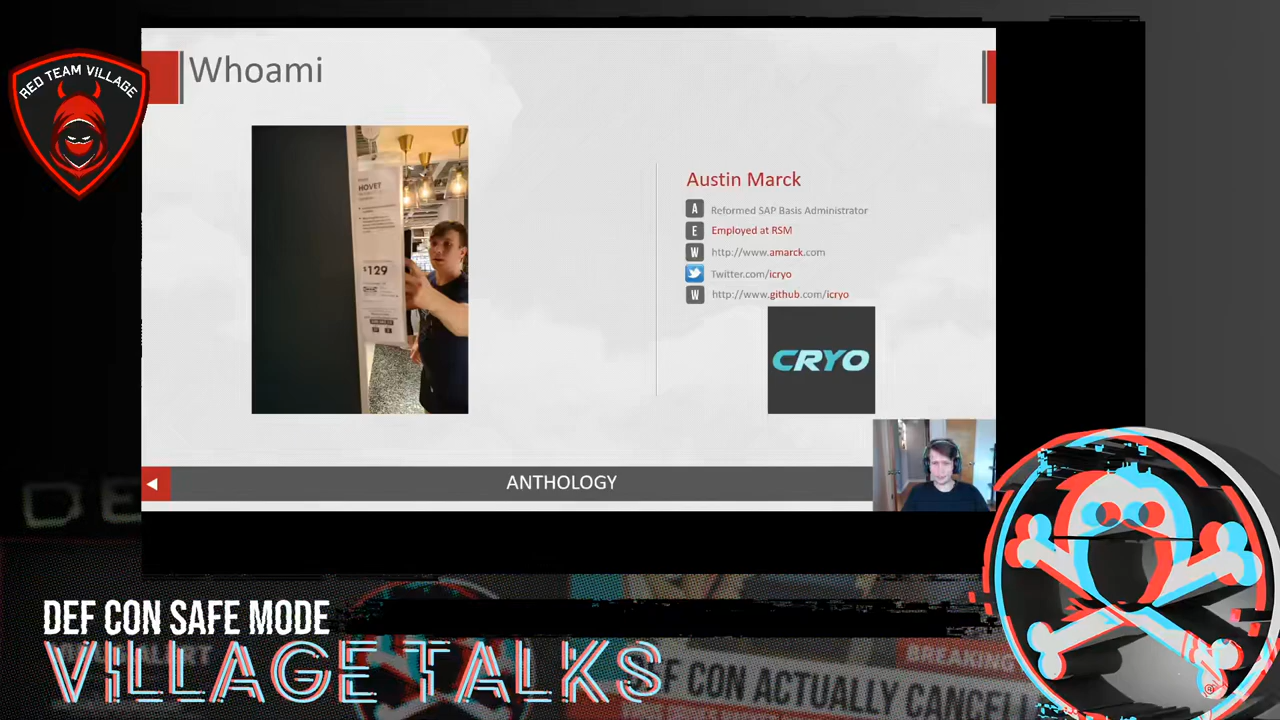 RED TEAM VILLAGE
Whoami
HOVET
$129
Austin Marck
A Reformed SAP Basis Administrator
E Employed at RSM
W http://www.amarck.com
Twitter.com/icryo
W http://www.github.com/icryo
CRYO
ANTHOLOGY
DEF CON SAFE MODE
VILLAGE TALKS
BREAKING
DEF CON ACTUALLY CANCELL